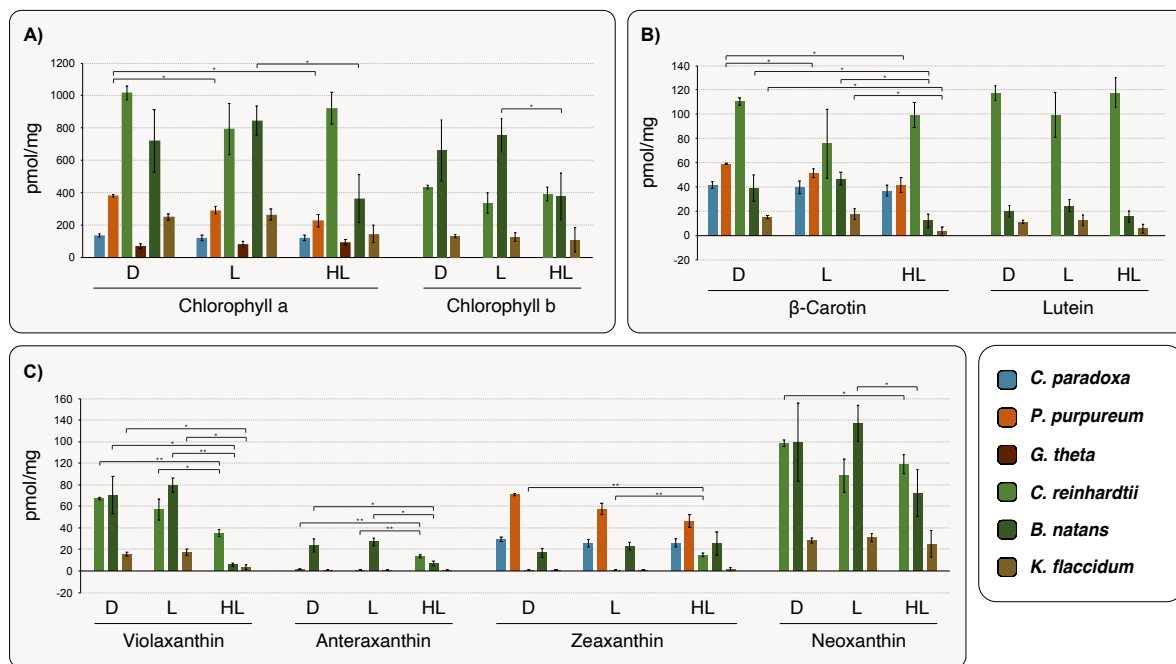 A)
pmol/mg
1200
1000
800
600
400
200
0
* * *
*
D L HL D L HL
Chlorophyll a Chlorophyll b
B)
pmol/mg
140
120
100
80
60
40
20
0
-20
*
* *
*
* *
D L HL D L HL
β-Carotin Lutein
C)
pmol/mg
160
120
100
120
80
60
40
20
0
-20
*
*
* **
** *
*
*
** **
**
**
*
*
D L HL D L HL D L HL D L HL
Violaxanthin Anteraxanthin Zeaxanthin Neoxanthin
C. paradoxa
P. purpureum
G. theta
C. reinhardtii
B. natans
K. flaccidum